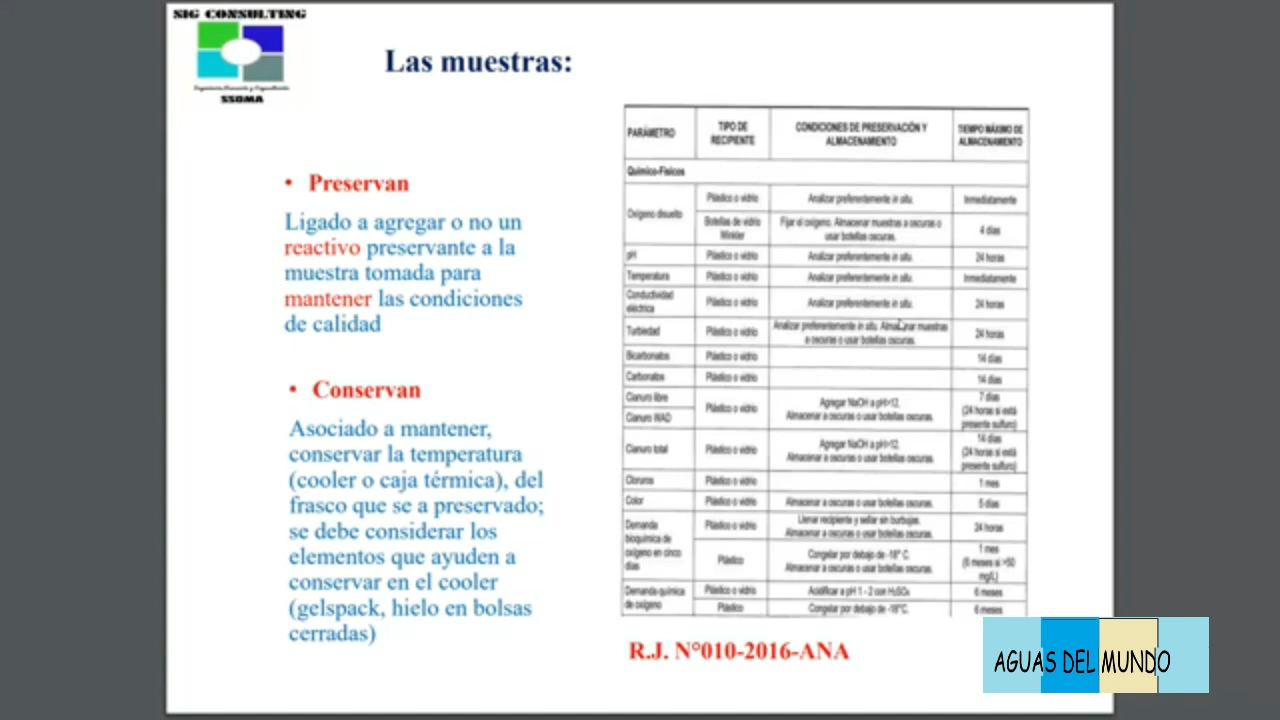 SIG CONSULTING
SSOMA
Las muestras:
• Preservan
Ligado a agregar o no un
reactivo preservante a la
muestra tomada para
mantener las condiciones
de calidad
• Conservan
Asociado a mantener,
conservar la temperatura
(cooler o caja térmica), del
frasco que se a preservado;
se debe considerar los
elementos que ayuden a
conservar en el cooler
(gelspack, hielo en bolsas
cerradas)
PARÁMETRO
TIPO DE
RECIPIENTE
CONDICIONES DE PRESERVACIÓN Y
ALMACENAMIENTO
TIEMPO MÁXIMO DE
ALMACENAMIENTO
Químico-Físicos
Oxígeno disuelto
Plástico o vidrio
Analizar preferentemente in situ.
Inmediatamente
Botellas de vidrio
Winkler
Fijar el oxígeno. Almacenar muestras a oscuras o
usar botellas oscuras.
4 días
pH
Plástico o vidrio
Analizar preferentemente in situ.
24 horas
Temperatura
Plástico o vidrio
Analizar preferentemente in situ.
Inmediatamente
Conductividad
eléctrica
Plástico o vidrio
Analizar preferentemente in situ.
24 horas
Turbiedad
Plástico o vidrio
Analizar preferentemente in situ. Almacenar muestras
a oscuras o usar botellas oscuras.
24 horas
Bicarbonatos
Plástico o vidrio
14 días
Carbonatos
Plástico o vidrio
14 días
Cianuro libre
Cianuro WAD
Plástico o vidrio
Agregar NaOH a pH>12.
Almacenar a oscuras o usar botellas oscuras.
7 días
(24 horas si está
presente sulfuro)
Cianuro total
Plástico o vidrio
Agregar NaOH a pH>12.
Almacenar a oscuras o usar botellas oscuras.
14 días
(24 horas si está
presente sulfuro)
Cloruros
Plástico o vidrio
1 mes
Color
Plástico o vidrio
Almacenar a oscuras o usar botellas oscuras.
5 días
Demanda
bioquímica de
oxígeno en cinco
días
Plástico o vidrio
Llenar recipiente y sellar sin burbujas.
Almacenar a oscuras o usar botellas oscuras.
24 horas
Plástico
Congelar por debajo de -18° C.
Almacenar a oscuras o usar botellas oscuras.
1 mes
(6 meses si >50
mg/L)
Demanda química
de oxígeno
Plástico o vidrio
Acidificar a pH 1 - 2 con H₂SO₄
6 meses
Plástico
Congelar por debajo de -18°C.
6 meses
R.J. N°010-2016-ANA
AGUAS DEL MUNDO